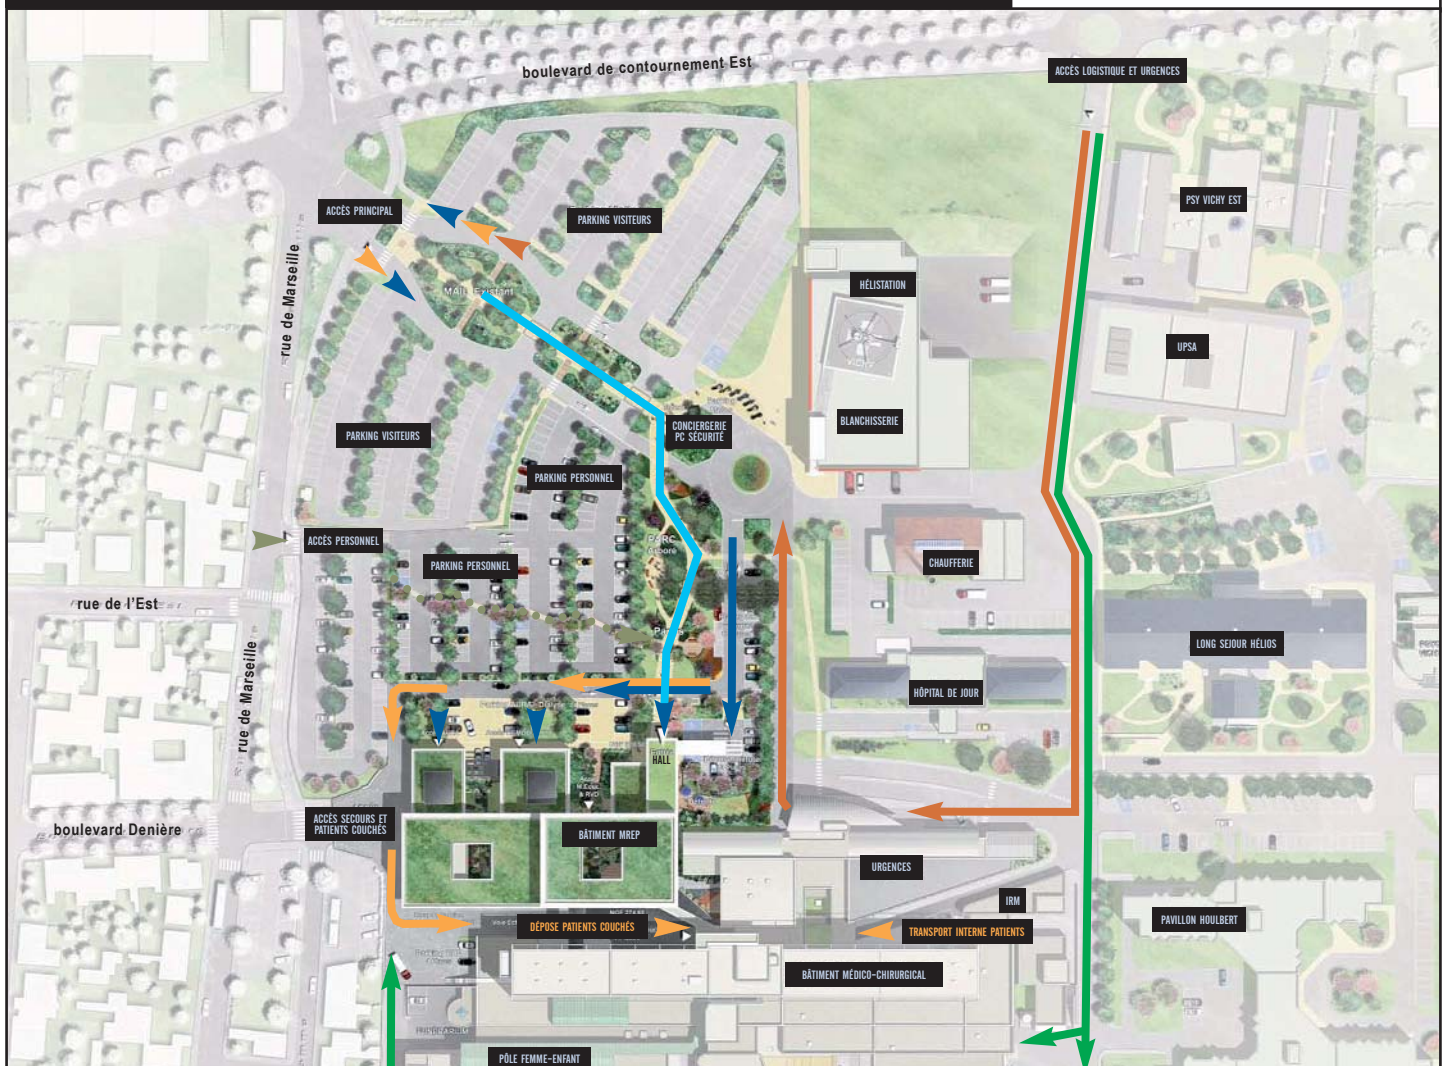 boulevard de contournement Est
ACCÈS LOGISTIQUE ET URGENCES
PSY VICHY EST
ACCÈS PRINCIPAL
PARKING VISITEURS
rue de Marseille
MAIL Existant
HÉLISTATION
VICHY
UPSA
BLANCHISSERIE
CONCIERGERIE
PC SÉCURITÉ
PARKING VISITEURS
PARKING PERSONNEL
ACCÈS PERSONNEL
PARC
Arboré
PARKING PERSONNEL
CHAUFFERIE
rue de l'Est
LONG SEJOUR HÉLIOS
rue de Marseille
HÔPITAL DE JOUR
HALL
boulevard Denière
ACCÈS SECOURS ET
PATIENTS COUCHÉS
BÂTIMENT MREP
URGENCES
IRM
PAVILLON HOULBERT
DÉPOSE PATIENTS COUCHÉS
TRANSPORT INTERNE PATIENTS
BÂTIMENT MÉDICO-CHIRURGICAL
PÔLE FEMME-ENFANT